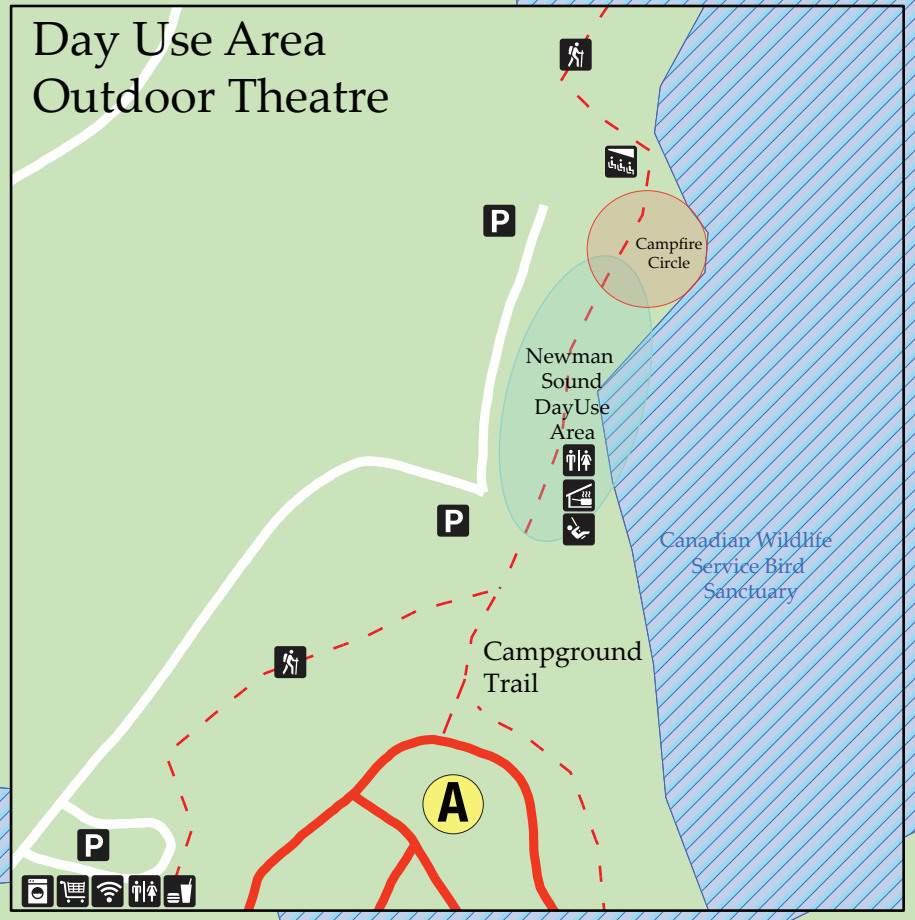 Day Use Area
Outdoor Theatre
P
Campfire
Circle
Newman
Sound
DayUse
Area
P
Canadian Wildlife
Service Bird
Sanctuary
Campground
Trail
A
P